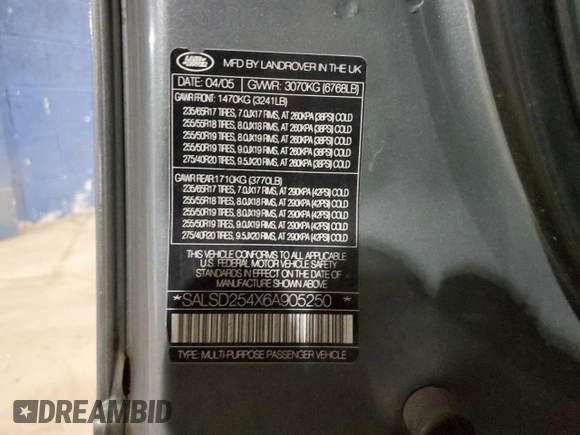 LAND ROVER
MFD BY LANDROVER IN THE UK
DATE: 04/05 GVWR: 3070KG (6768LB)
GAWR FRONT: 1470KG (3241LB)
235/65R17 TIRES, 7.0JX17 RIMS, AT 260KPA (38PSI) COLD
255/55R18 TIRES, 8.0JX18 RIMS, AT 260KPA (38PSI) COLD
255/50R19 TIRES, 8.0JX19 RIMS, AT 260KPA (38PSI) COLD
255/50R19 TIRES, 9.0JX19 RIMS, AT 260KPA (38PSI) COLD
275/40R20 TIRES, 9.5JX20 RIMS, AT 260KPA (38PSI) COLD
GAWR REAR: 1710KG (3770LB)
235/65R17 TIRES, 7.0JX17 RIMS, AT 290KPA (42PSI) COLD
255/55R18 TIRES, 8.0JX18 RIMS, AT 290KPA (42PSI) COLD
255/50R19 TIRES, 8.0JX19 RIMS, AT 290KPA (42PSI) COLD
255/50R19 TIRES, 9.0JX19 RIMS, AT 290KPA (42PSI) COLD
275/40R20 TIRES, 9.5JX20 RIMS, AT 290KPA (42PSI) COLD
THIS VEHICLE CONFORMS TO ALL APPLICABLE
U.S. FEDERAL MOTOR VEHICLE SAFETY
STANDARDS IN EFFECT ON THE DATE OF
MANUFACTURE SHOWN ABOVE
*SALSD254X6A905250*
TYPE: MULTI-PURPOSE PASSENGER VEHICLE
DREAMBID